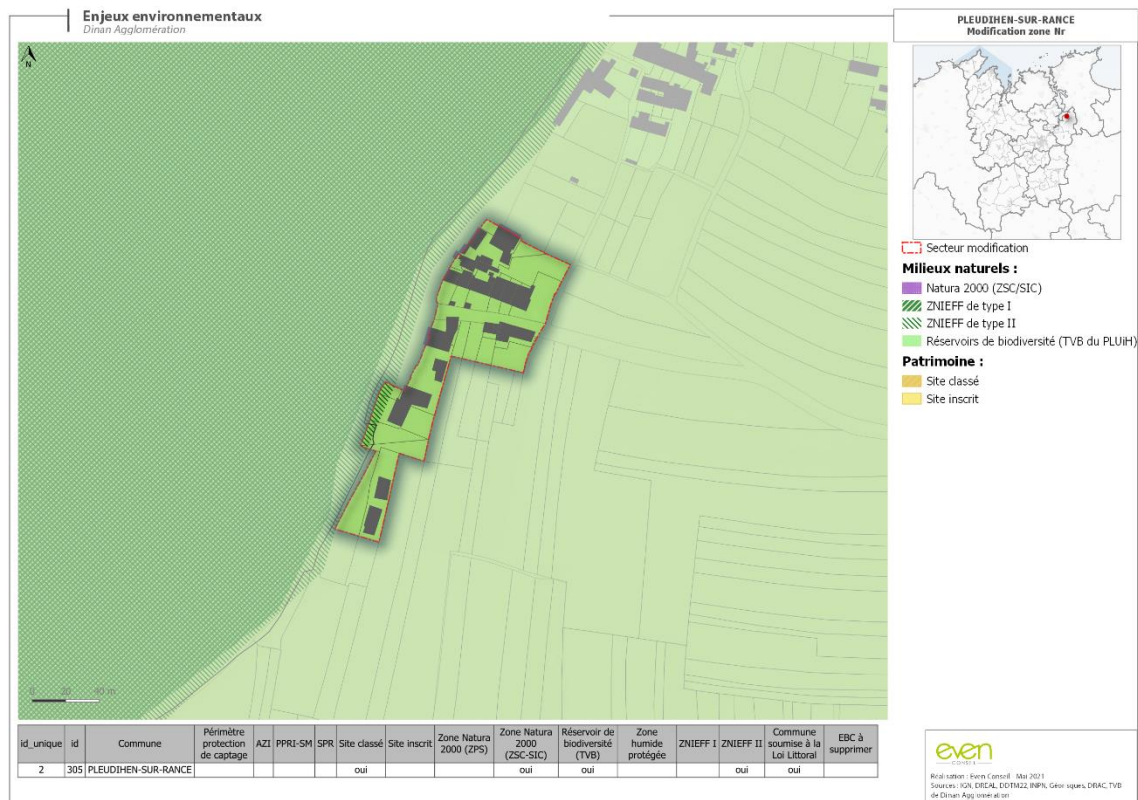 Enjeux environnementaux
Dinan Agglomération
PLEUDIHEN-SUR-RANCE
Modification zone Nr
N
Secteur modification
Milieux naturels :
Natura 2000 (ZSC/SIC)
ZNIEFF de type I
ZNIEFF de type II
Réservoirs de biodiversité (TVB du PLUiH)
Patrimoine :
Site classé
Site inscrit
0 20 40 m
id_unique id Commune Périmètre protection de captage AZI PPRI-SM SPR Site classé Site inscrit Zone Natura 2000 (ZPS) Zone Natura 2000 (ZSC-SIC) Réservoir de biodiversité (TVB) Zone humide protégée ZNIEFF I ZNIEFF II Commune soumise à la Loi Littoral EBC à supprimer
2 305 PLEUDIHEN-SUR-RANCE oui oui oui oui oui
even
CONSEIL
Réalisation : Even Conseil - Mai 2021
Sources : IGN, DREAL, DDTM22, INPN, Géorisques, DRAC, TVB
de Dinan Agglomération